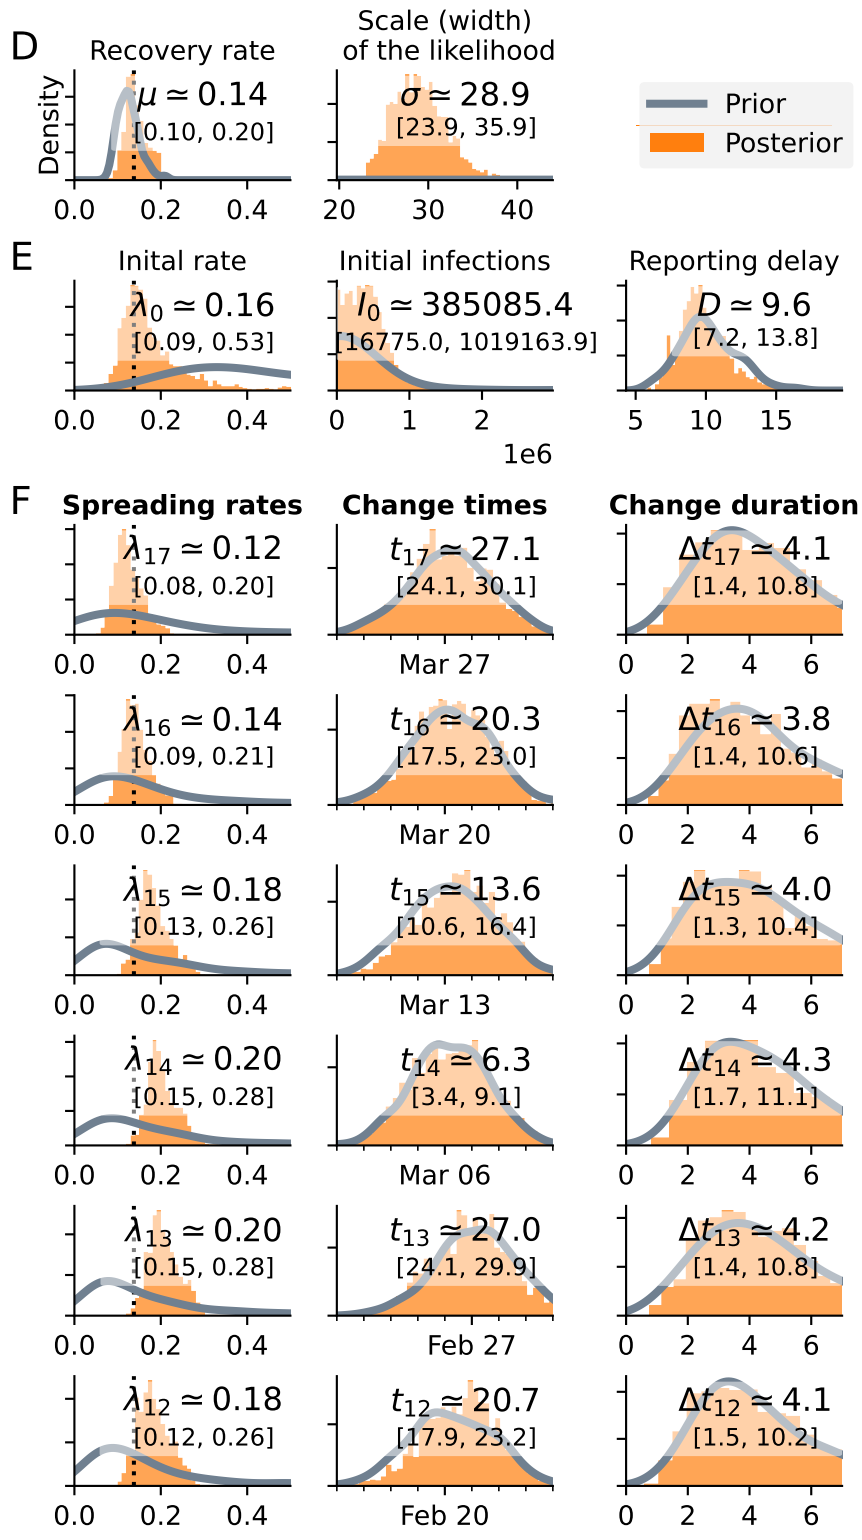 D
Recovery rate
Scale (width)
of the likelihood
Density
μ ≃ 0.14
[0.10, 0.20]
σ ≃ 28.9
[23.9, 35.9]
Prior
Posterior
0.0 0.2 0.4
20 30 40
E
Inital rate
Initial infections
Reporting delay
λ0 ≃ 0.16
[0.09, 0.53]
I0 ≃ 385085.4
[16775.0, 1019163.9]
D ≃ 9.6
[7.2, 13.8]
0.0 0.2 0.4
0 1 2
1e6
5 10 15
F
Spreading rates
Change times
Change duration
λ17 ≃ 0.12
[0.08, 0.20]
t17 ≃ 27.1
[24.1, 30.1]
Δt17 ≃ 4.1
[1.4, 10.8]
0.0 0.2 0.4
Mar 27
0 2 4 6
λ16 ≃ 0.14
[0.09, 0.21]
t16 ≃ 20.3
[17.5, 23.0]
Δt16 ≃ 3.8
[1.4, 10.6]
0.0 0.2 0.4
Mar 20
0 2 4 6
λ15 ≃ 0.18
[0.13, 0.26]
t15 ≃ 13.6
[10.6, 16.4]
Δt15 ≃ 4.0
[1.3, 10.4]
0.0 0.2 0.4
Mar 13
0 2 4 6
λ14 ≃ 0.20
[0.15, 0.28]
t14 ≃ 6.3
[3.4, 9.1]
Δt14 ≃ 4.3
[1.7, 11.1]
0.0 0.2 0.4
Mar 06
0 2 4 6
λ13 ≃ 0.20
[0.15, 0.28]
t13 ≃ 27.0
[24.1, 29.9]
Δt13 ≃ 4.2
[1.4, 10.8]
0.0 0.2 0.4
Feb 27
0 2 4 6
λ12 ≃ 0.18
[0.12, 0.26]
t12 ≃ 20.7
[17.9, 23.2]
Δt12 ≃ 4.1
[1.5, 10.2]
0.0 0.2 0.4
Feb 20
0 2 4 6